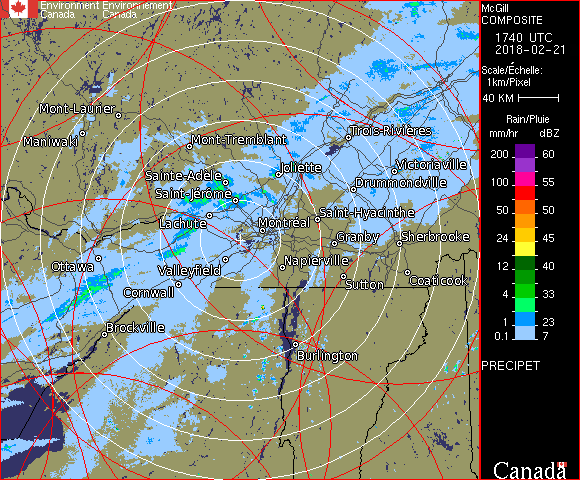 Environment Environnement
Canada Canada
McGill
COMPOSITE
1740 UTC
2018-02-21
Scale/Échelle:
1km/Pixel
40 KM
Rain/Pluie
mm/hr dBZ
200 60
100 55
50 50
24 45
12 40
4 33
1 23
0.1 7
PRECIPET
Canada
Mont-Laurier
Maniwaki
Mont-Tremblant
Trois-Rivières
Joliette
Victoriaville
Sainte-Adèle
Drummondville
Saint-Jérôme
Saint-Hyacinthe
Lachute
Montréal
Granby
Sherbrooke
Ottawa
Valleyfield
Napierville
Cornwall
Sutton
Coaticook
Brockville
Burlington